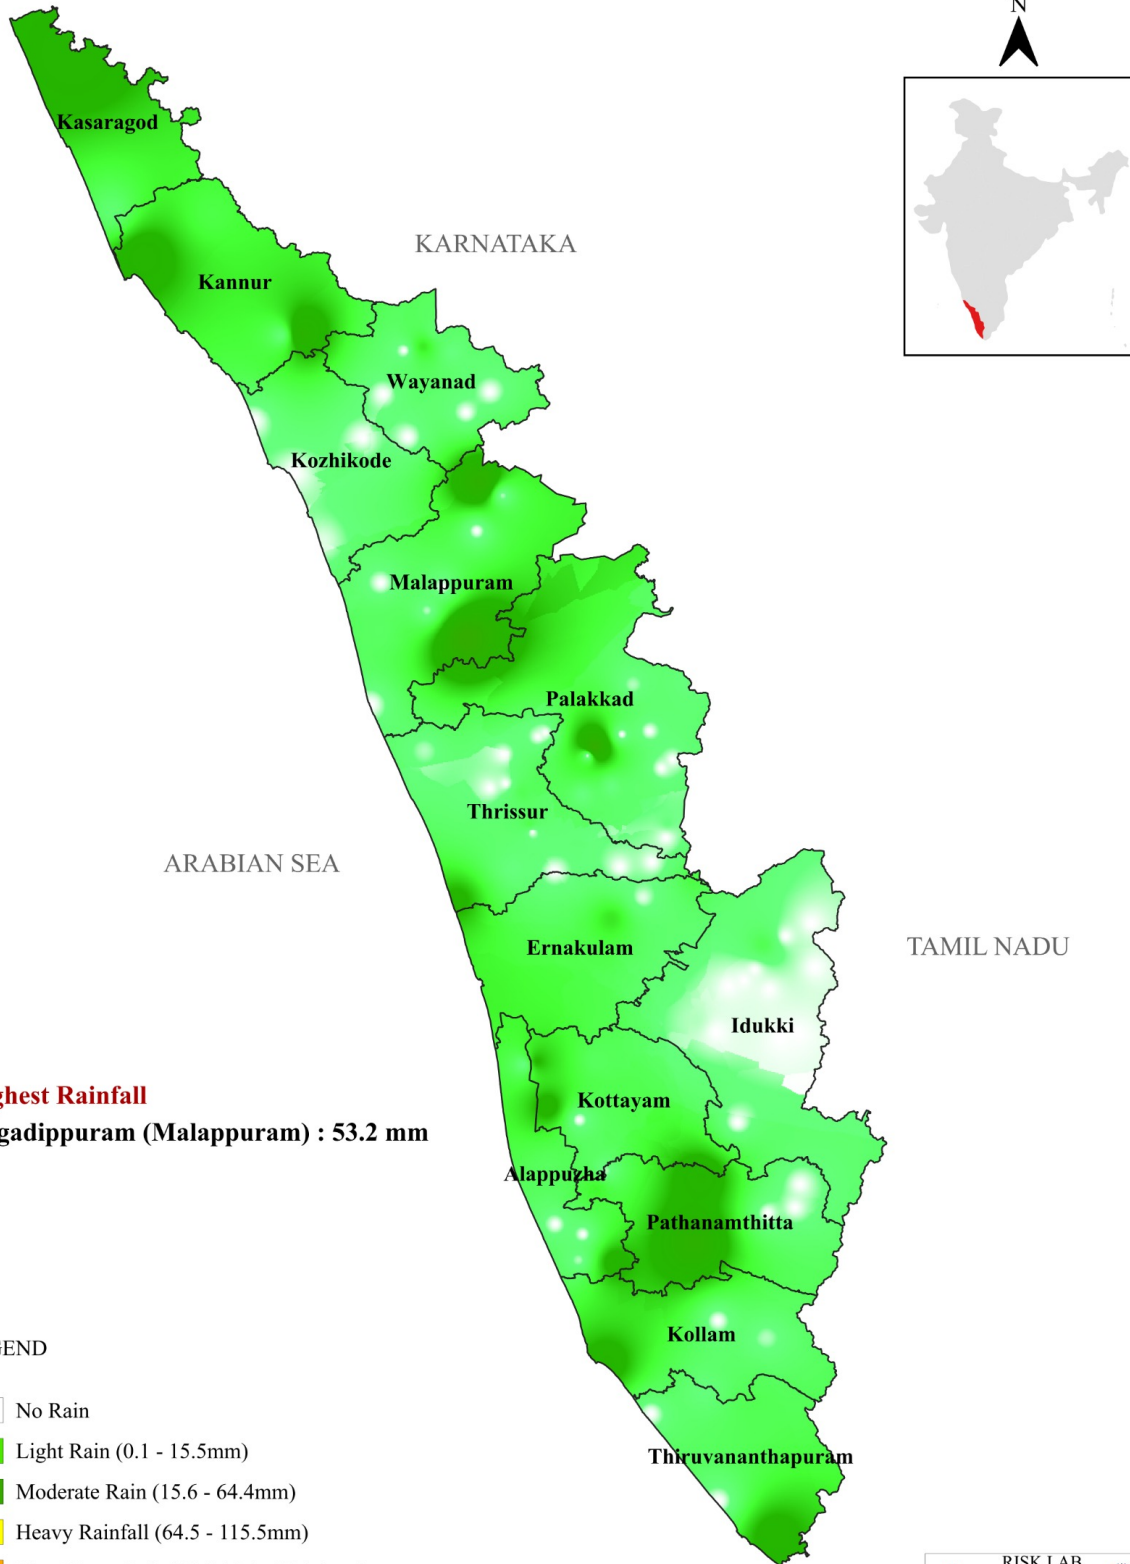 N
Kasaragod
KARNATAKA
Kannur
Wayanad
Kozhikode
Malappuram
Palakkad
Thrissur
ARABIAN SEA
Ernakulam
TAMIL NADU
Idukki
ghest Rainfall
Kottayam
gadippuram (Malappuram) : 53.2 mm
Alappuzha
Pathanamthitta
Kollam
GEND
No Rain
Light Rain (0.1 - 15.5mm)
Thiruvananthapuram
Moderate Rain (15.6 - 64.4mm)
Heavy Rainfall (64.5 - 115.5mm)
RISK LAB